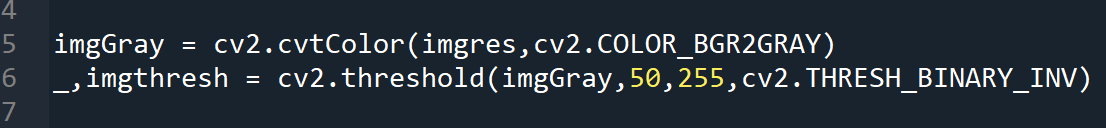 4
5 imgGray = cv2.cvtColor(imgres,cv2.COLOR_BGR2GRAY)
6 _,imgthresh = cv2.threshold(imgGray,50,255,cv2.THRESH_BINARY_INV)
7